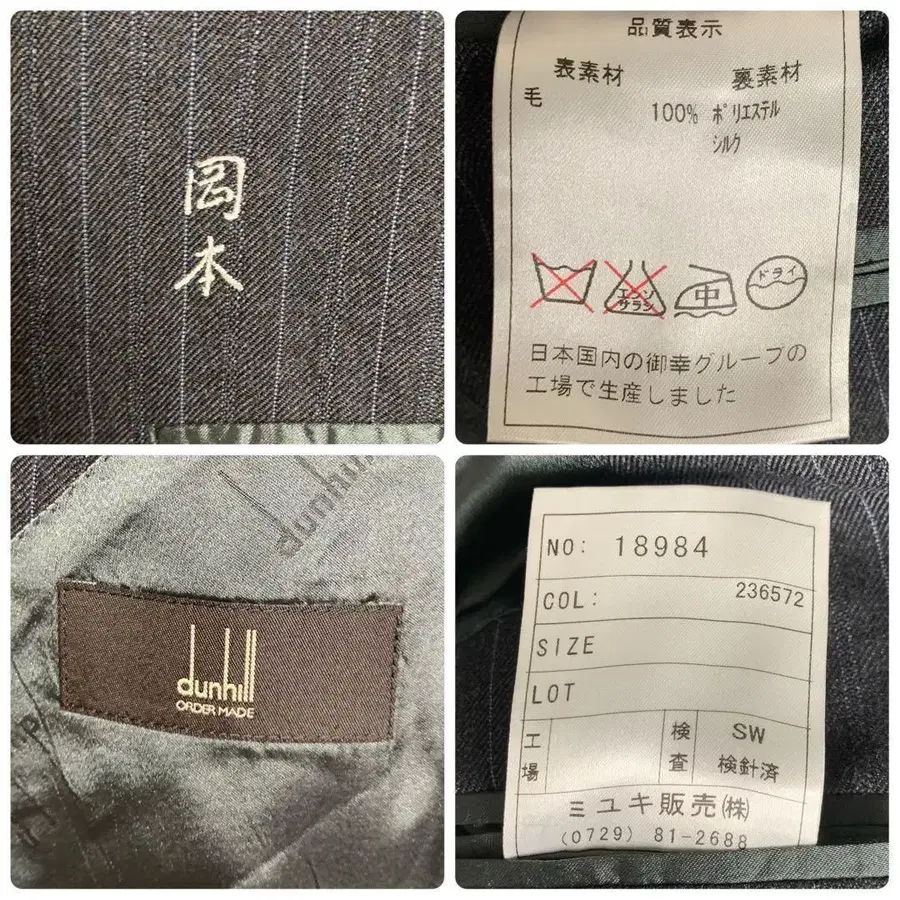 岡
本
品質表示
表素材 裏素材
毛 100% ポリエステル
シルク
エンソ
サラシ
中
ドライ
日本国内の御幸グループの
工場で生産しました
dunhill
dunhill
ORDER MADE
NO: 18984
COL: 236572
SIZE
LOT
工場 検査 SW
検針済
ミユキ販売(株)
(0729) 81-2688